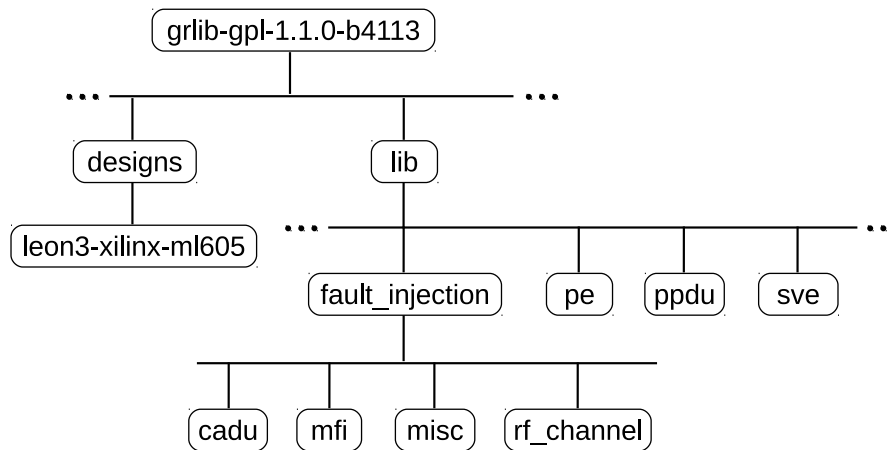 grlib-gpl-1.1.0-b4113
... ...
designs lib
leon3-xilinx-ml605
... ...
fault_injection pe ppdu sve
cadu mfi misc rf_channel